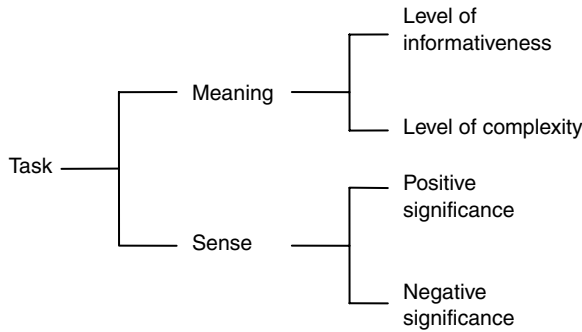 Level of
informativeness
Meaning
Level of complexity
Task
Positive
significance
Sense
Negative
significance